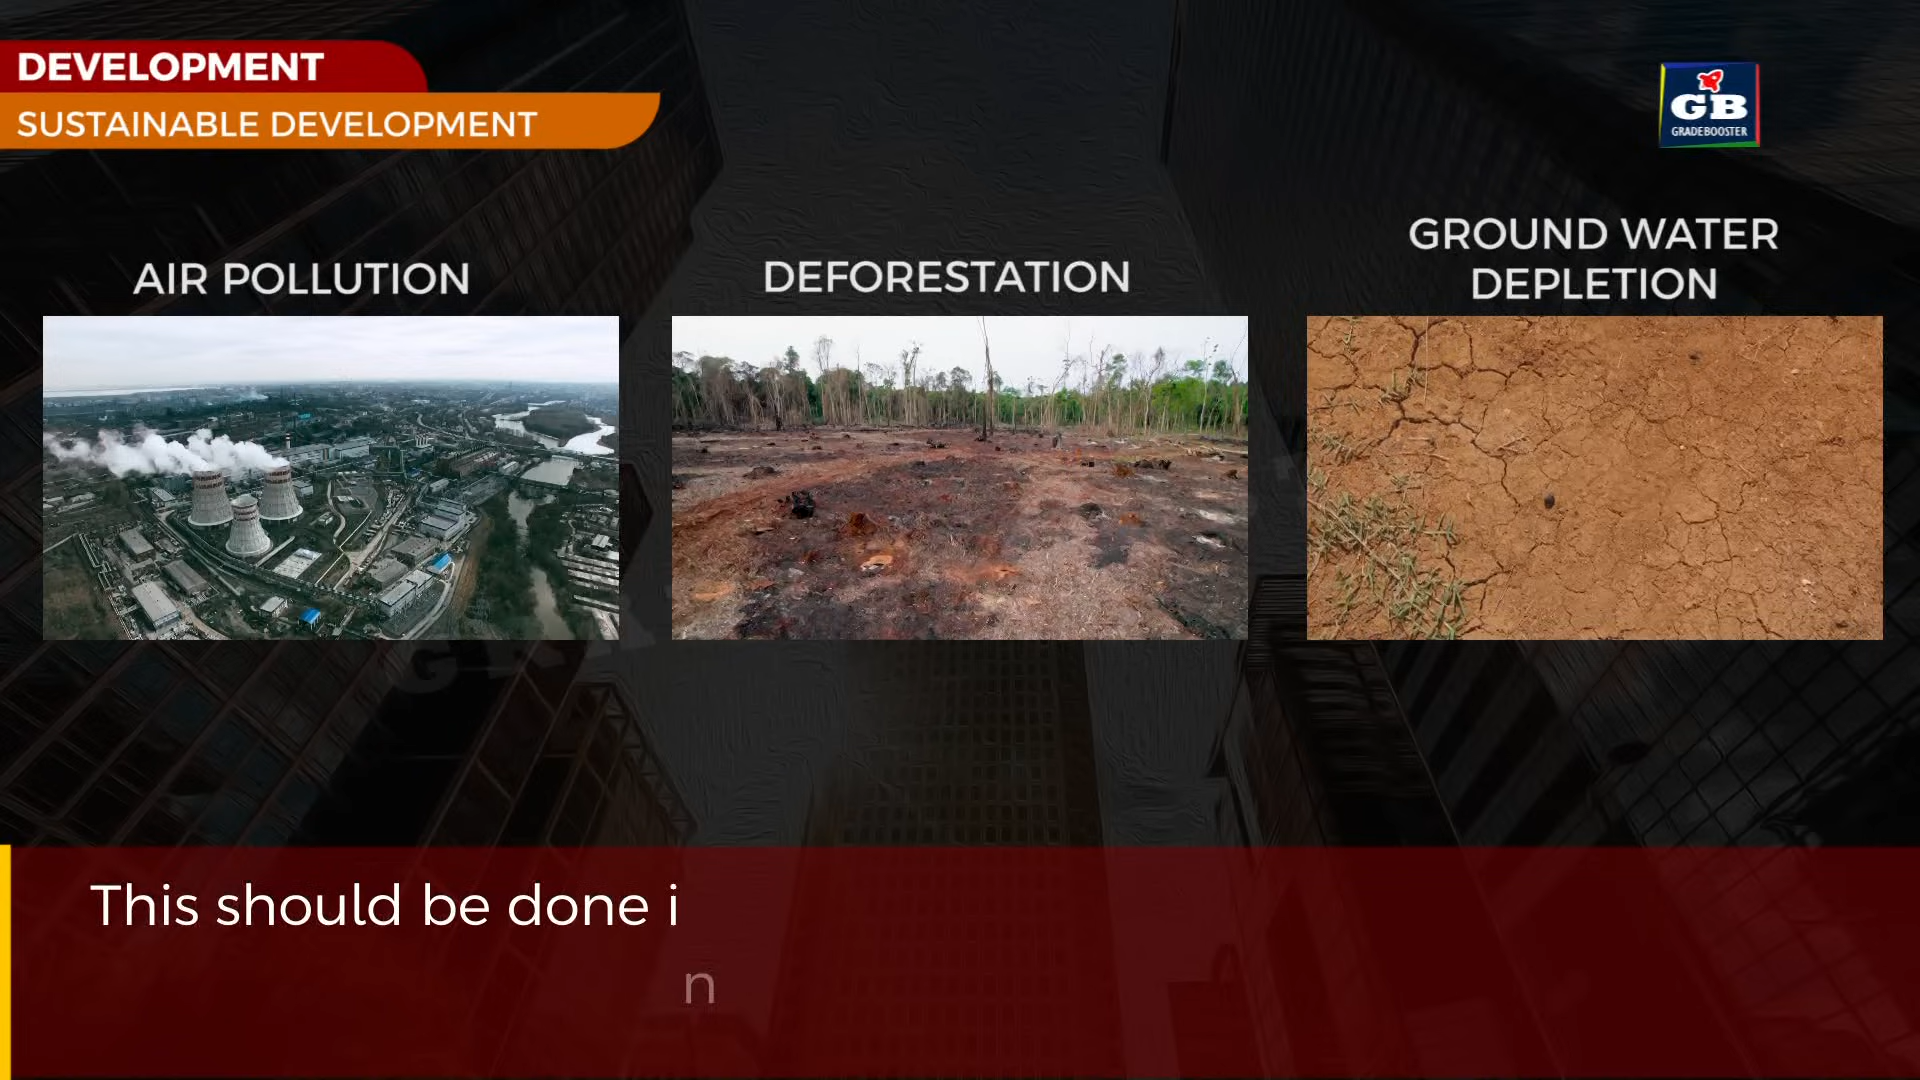 DEVELOPMENT
SUSTAINABLE DEVELOPMENT
GB
GRADEBOOSTER
AIR POLLUTION
DEFORESTATION
GROUND WATER
DEPLETION
This should be done i
n